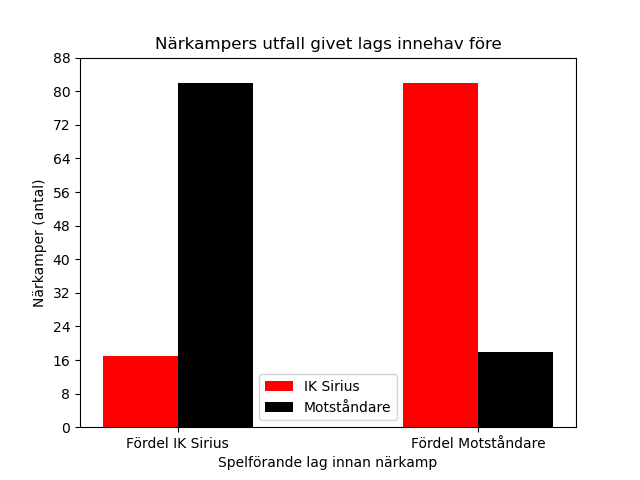 Närkampers utfall givet lags innehav före
88
80
72
64
56
48
40
32
24
16
8
0
Närkamper (antal)
IK Sirius
Motståndare
Fördel IK Sirius
Fördel Motståndare
Spelförande lag innan närkamp